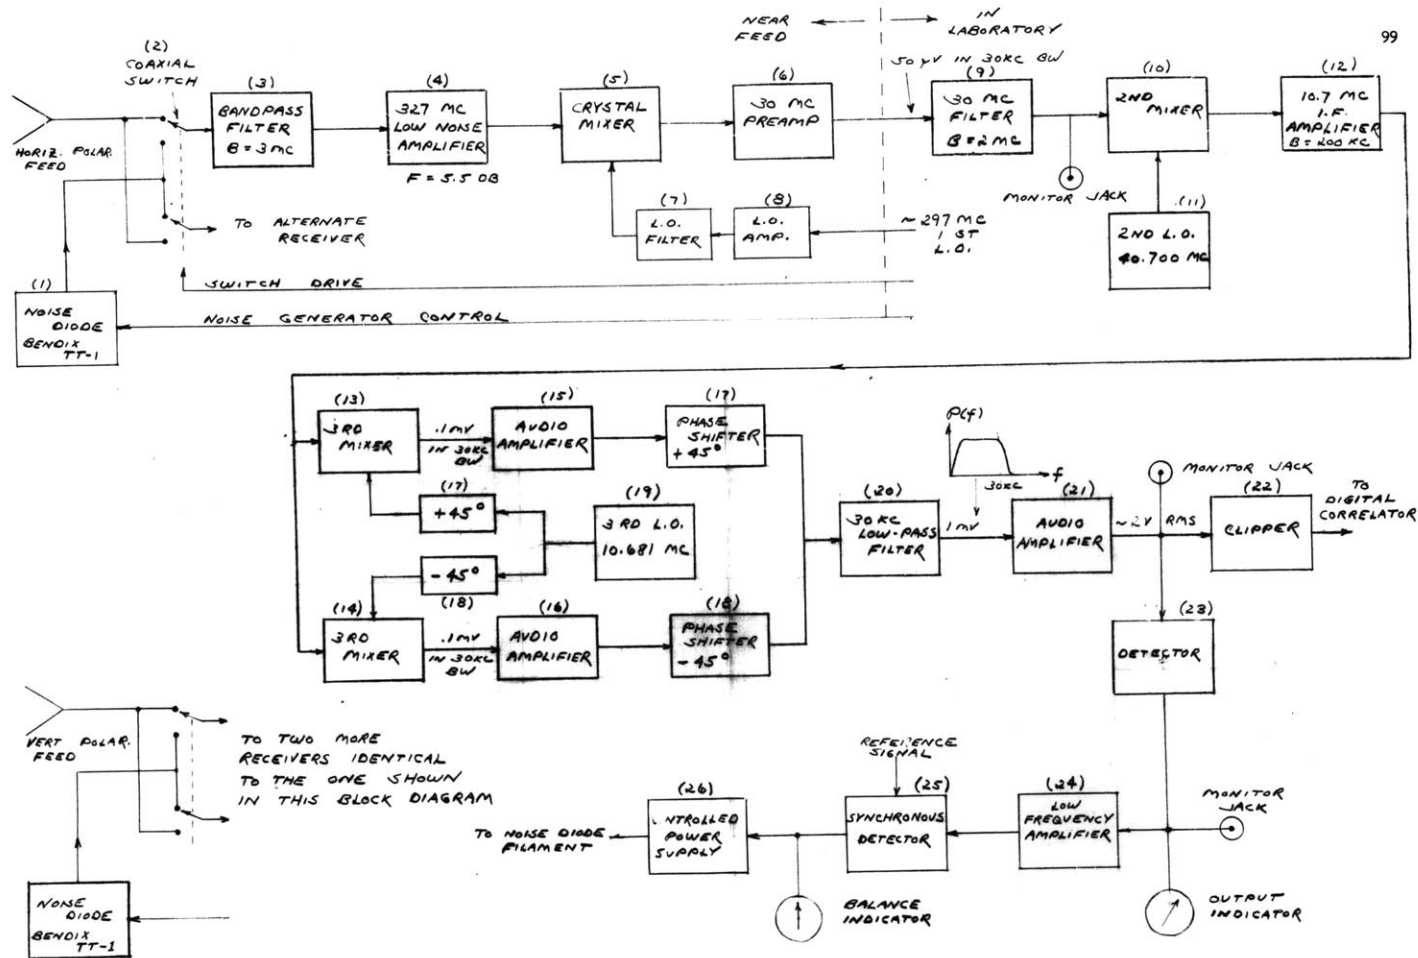 99
NEAR
FEED
IN
LABORATORY
(2)
COAXIAL
SWITCH
(3)
BANDPASS
FILTER
B = 3 MC
(4)
327 MC
LOW NOISE
AMPLIFIER
F = 5.5 DB
(5)
CRYSTAL
MIXER
(6)
30 MC
PREAMP
50 μV IN 30KC BW
(9)
30 MC
FILTER
B = 2 MC
MONITOR JACK
(10)
2ND
MIXER
(12)
10.7 MC
I.F.
AMPLIFIER
B = 200 KC
HORIZ. POLAR.
FEED
TO ALTERNATE
RECEIVER
(7)
L.O.
FILTER
(8)
L.O.
AMP.
~297 MC
1 ST
L.O.
(11)
2ND L.O.
40.700 MC
SWITCH DRIVE
(1)
NOISE
DIODE
BENDIX
TT-1
NOISE GENERATOR CONTROL
(13)
3RD
MIXER
.1MV
IN 30KC
BW
(15)
AUDIO
AMPLIFIER
(17)
PHASE
SHIFTER
+45°
(17)
+45°
(19)
3 RD L.O.
10.681 MC
-45°
(18)
(14)
3RD
MIXER
.1MV
IN 30KC
BW
(16)
AUDIO
AMPLIFIER
(18)
PHASE
SHIFTER
-45°
(20)
30 KC
LOW-PASS
FILTER
P(f)
f
30KC
1MV
(21)
AUDIO
AMPLIFIER
MONITOR JACK
~2V RMS
(22)
CLIPPER
TO
DIGITAL
CORRELATOR
(23)
DETECTOR
VERT POLAR.
FEED
TO TWO MORE
RECEIVERS IDENTICAL
TO THE ONE SHOWN
IN THIS BLOCK DIAGRAM
NOISE
DIODE
BENDIX
TT-1
TO NOISE DIODE
FILAMENT
(26)
NTROLLED
POWER
SUPPLY
REFERENCE
SIGNAL
(25)
SYNCHRONOUS
DETECTOR
(24)
LOW
FREQUENCY
AMPLIFIER
MONITOR
JACK
BALANCE
INDICATOR
OUTPUT
INDICATOR